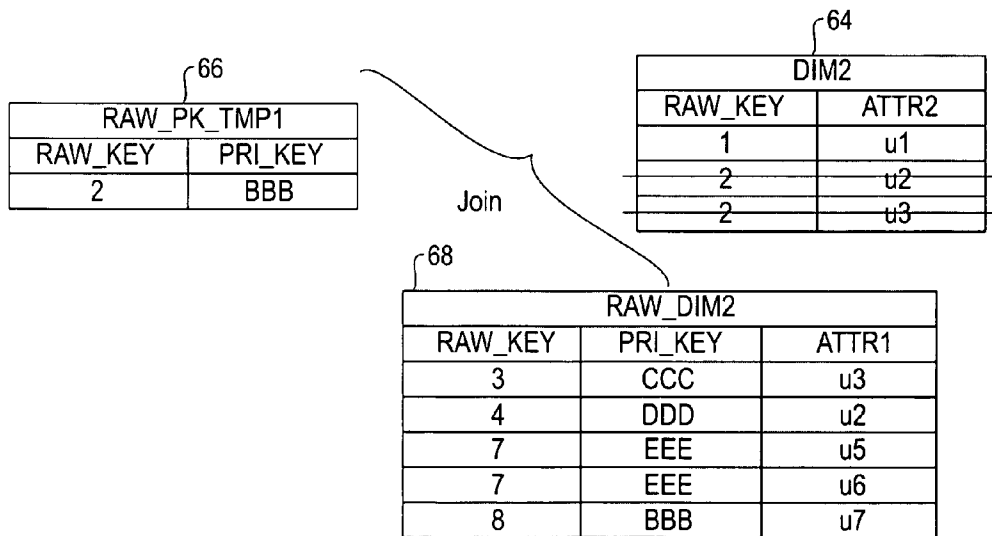 64
DIM2
RAW_KEY ATTR2
1 u1
2 u2
2 u3
66
RAW_PK_TMP1
RAW_KEY PRI_KEY
2 BBB
Join
68
RAW_DIM2
RAW_KEY PRI_KEY ATTR1
3 CCC u3
4 DDD u2
7 EEE u5
7 EEE u6
8 BBB u7